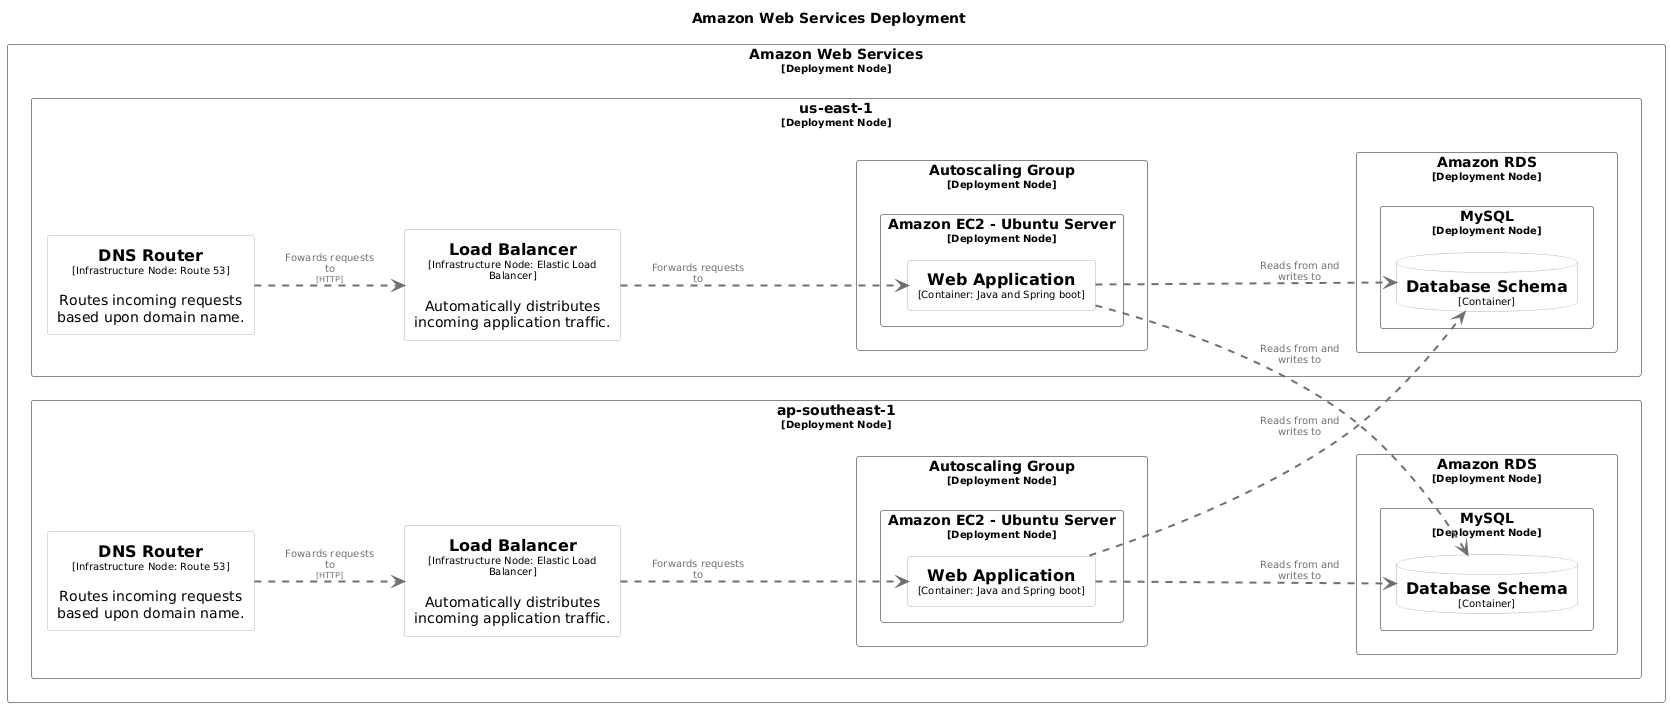 Amazon Web Services Deployment
Amazon Web Services
[Deployment Node]
us-east-1
[Deployment Node]
DNS Router
[Infrastructure Node: Route 53]
Routes incoming requests
based upon domain name.
Fowards requests
to
[HTTP]
Load Balancer
[Infrastructure Node: Elastic Load
Balancer]
Automatically distributes
incoming application traffic.
Forwards requests
to
Autoscaling Group
[Deployment Node]
Amazon EC2 - Ubuntu Server
[Deployment Node]
Web Application
[Container: Java and Spring boot]
Reads from and
writes to
Amazon RDS
[Deployment Node]
MySQL
[Deployment Node]
Database Schema
[Container]
Reads from and
writes to
ap-southeast-1
[Deployment Node]
Reads from and
writes to
DNS Router
[Infrastructure Node: Route 53]
Routes incoming requests
based upon domain name.
Fowards requests
to
[HTTP]
Load Balancer
[Infrastructure Node: Elastic Load
Balancer]
Automatically distributes
incoming application traffic.
Forwards requests
to
Autoscaling Group
[Deployment Node]
Amazon EC2 - Ubuntu Server
[Deployment Node]
Web Application
[Container: Java and Spring boot]
Reads from and
writes to
Amazon RDS
[Deployment Node]
MySQL
[Deployment Node]
Database Schema
[Container]